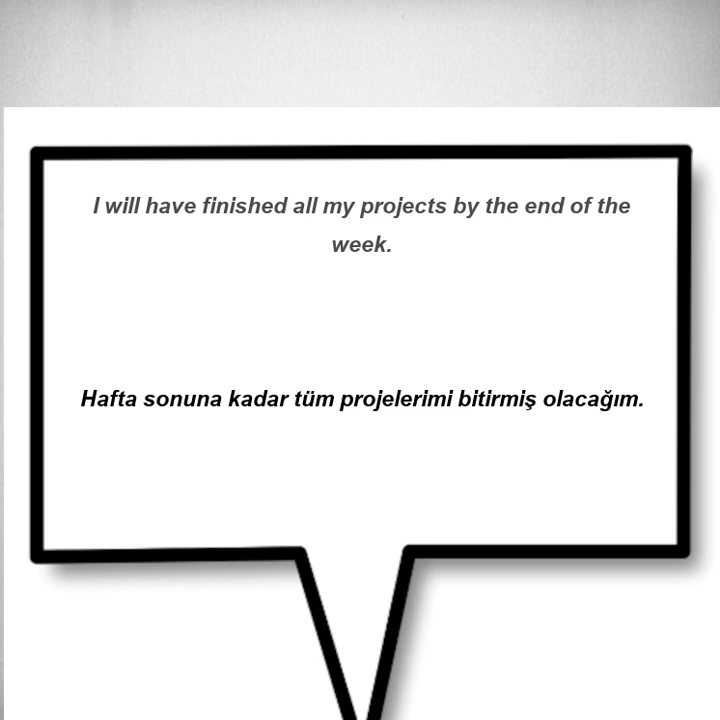 I will have finished all my projects by the end of the
week.
Hafta sonuna kadar tüm projelerimi bitirmiş olacağım.